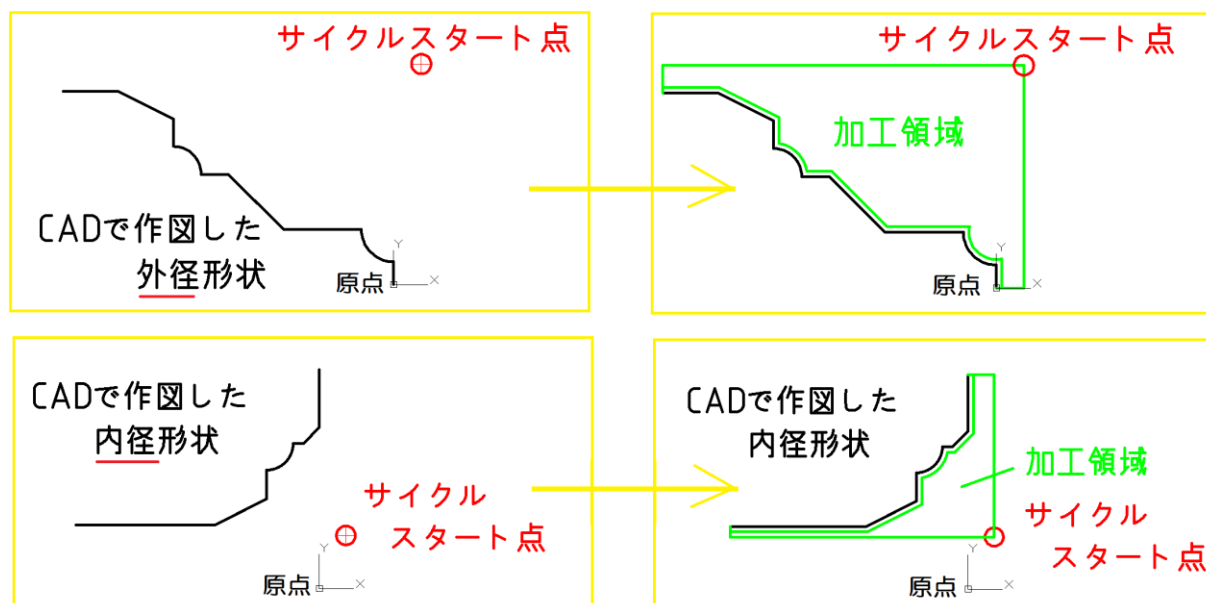 サイクルスタート点
CADで作図した
外径形状
Y
X
原点
サイクルスタート点
加工領域
Y
X
原点
CADで作図した
内径形状
サイクル
スタート点
Y
X
原点
CADで作図した
内径形状
加工領域
サイクル
スタート点
Y
X
原点